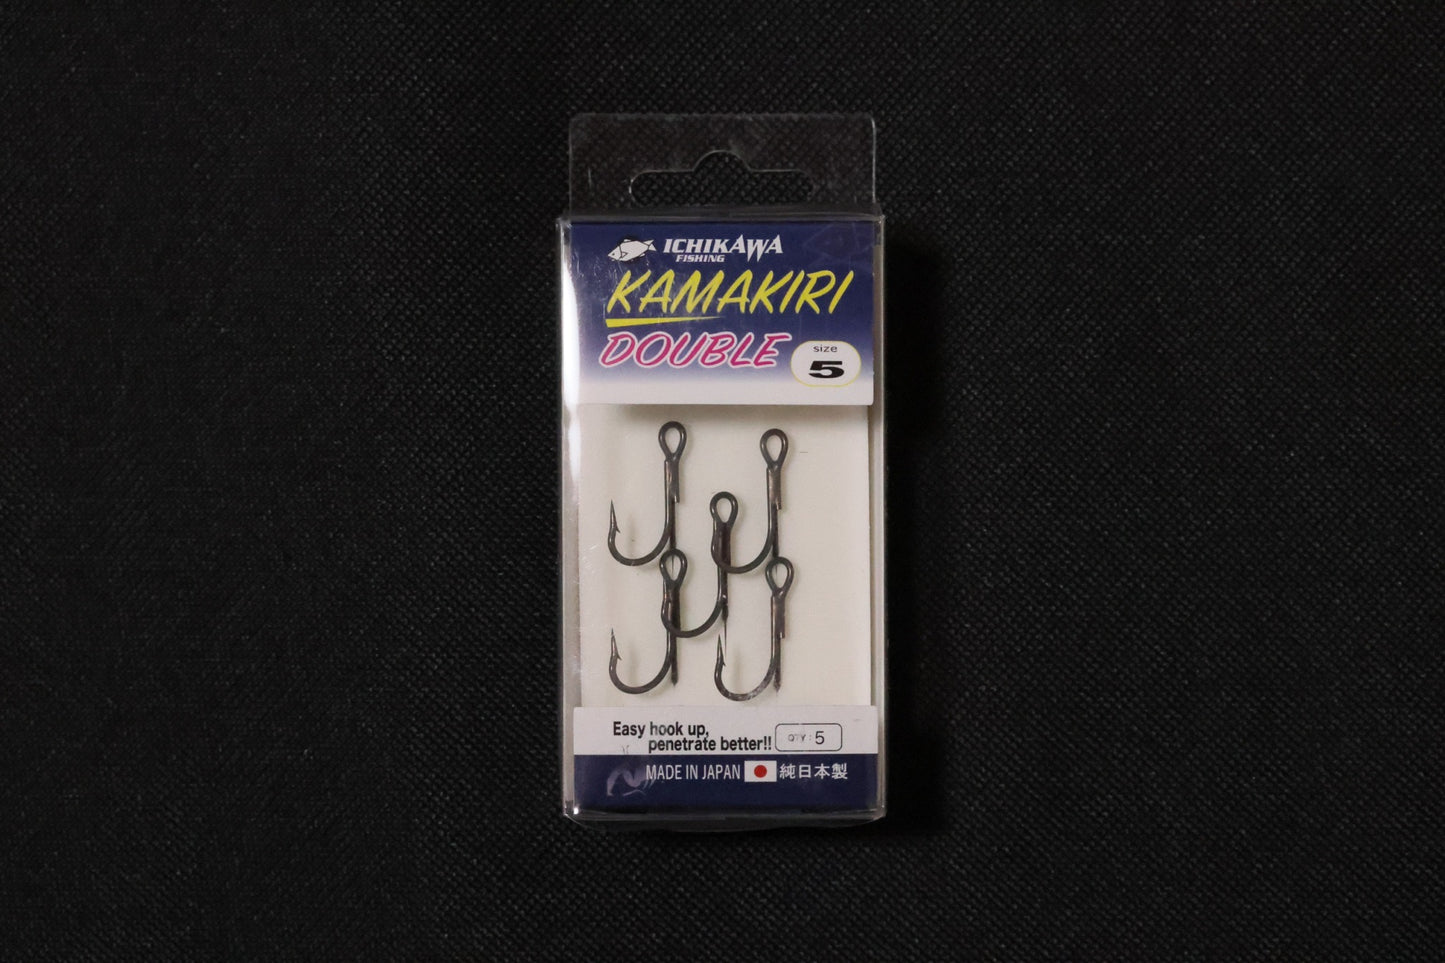 ICHIKAWA
FISHING
KAMAKIRI
DOUBLE
size
5
Easy hook up,
penetrate better!!
QTY : 5
MADE IN JAPAN 純日本製